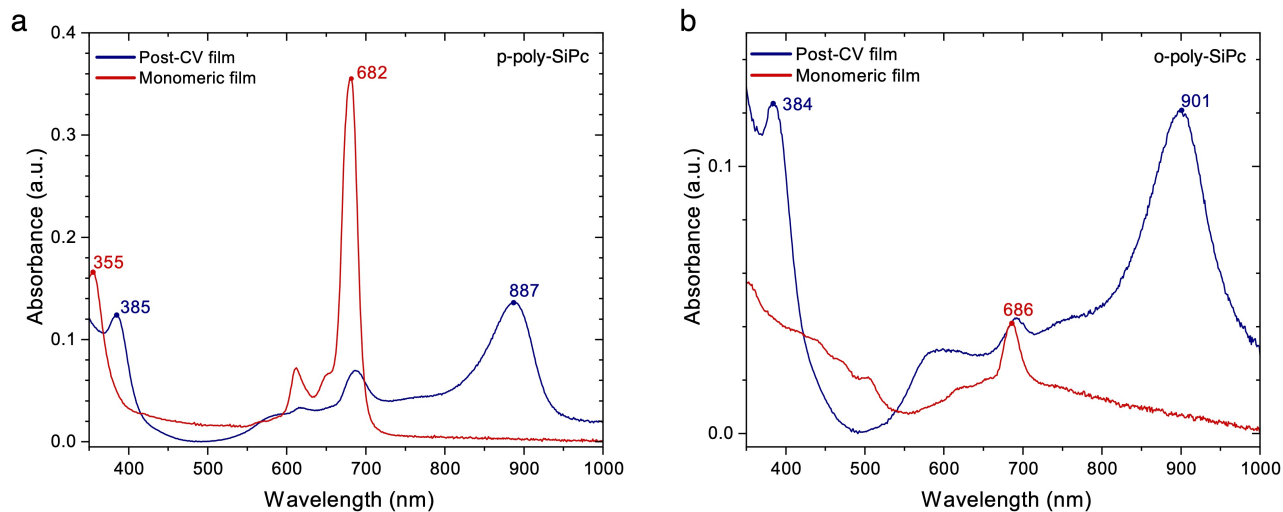 a
p-poly-SiPc
Post-CV film
Monomeric film
682
355
385
887
0.4
0.3
0.2
0.1
0.0
Absorbance (a.u.)
400 500 600 700 800 900 1000
Wavelength (nm)
b
o-poly-SiPc
Post-CV film
Monomeric film
384
901
686
0.1
0.0
Absorbance (a.u.)
400 500 600 700 800 900 1000
Wavelength (nm)